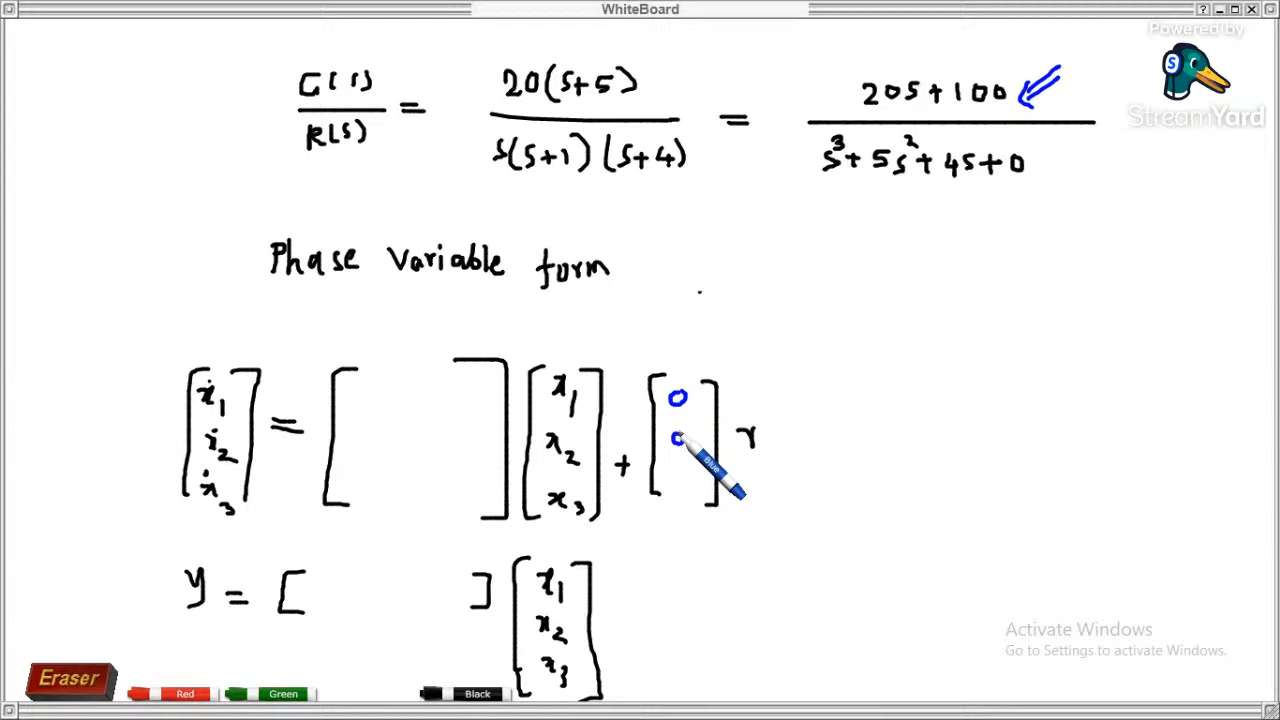 WhiteBoard
Powered by
StreamYard
C(s)/R(s) = 20(s+5)/s(s+1)(s+4) = 20s+100/s³+5s²+4s+0
Phase Variable form
[ẋ₁ ẋ₂ ẋ₃] = [ ] [x₁ x₂ x₃] + [0 0 ] r
y = [ ] [x₁ x₂ x₃]
Blue
Activate Windows
Go to Settings to activate Windows.
Eraser
Red Green Black